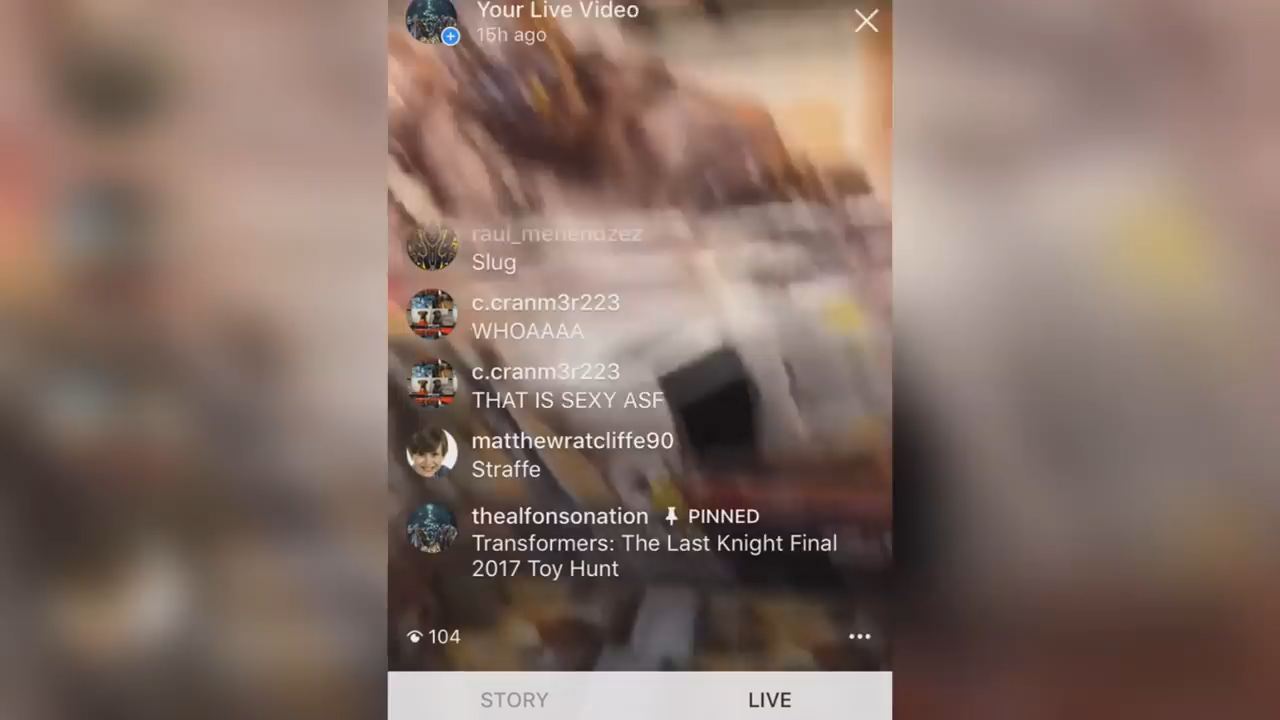 Your Live Video
15h ago
raul_menendzez
Slug
c.cranm3r223
WHOAAAA
c.cranm3r223
THAT IS SEXY ASF
matthewratcliffe90
Straffe
thealfonsonation PINNED
Transformers: The Last Knight Final
2017 Toy Hunt
104
STORY LIVE